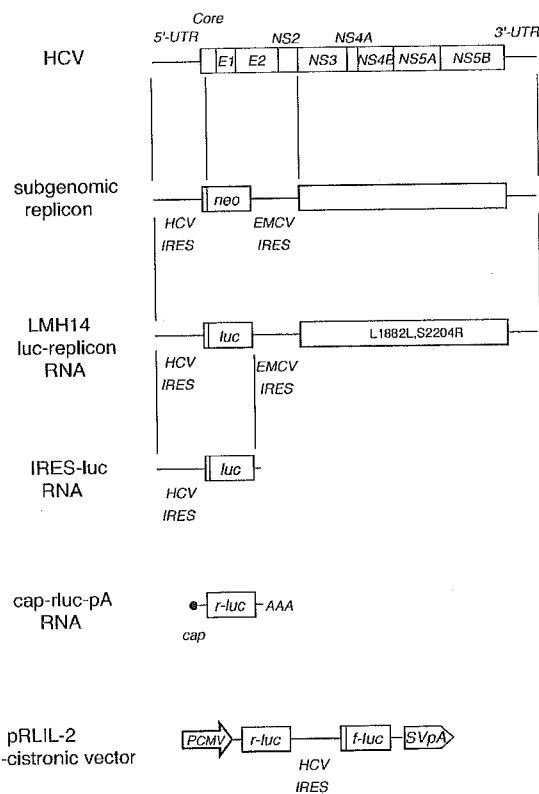 Core
5'-UTR NS2 NS4A 3'-UTR
HCV E1 E2 NS3 NS4B NS5A NS5B
subgenomic
replicon
neo
HCV EMCV
IRES IRES
LMH14
luc-replicon
RNA
luc L1882L,S2204R
HCV EMCV
IRES IRES
IRES-luc
RNA
luc
HCV
IRES
cap-rluc-pA
RNA
r-luc AAA
cap
pRLIL-2
-cistronic vector
PCMV r-luc f-luc SVpA
HCV
IRES